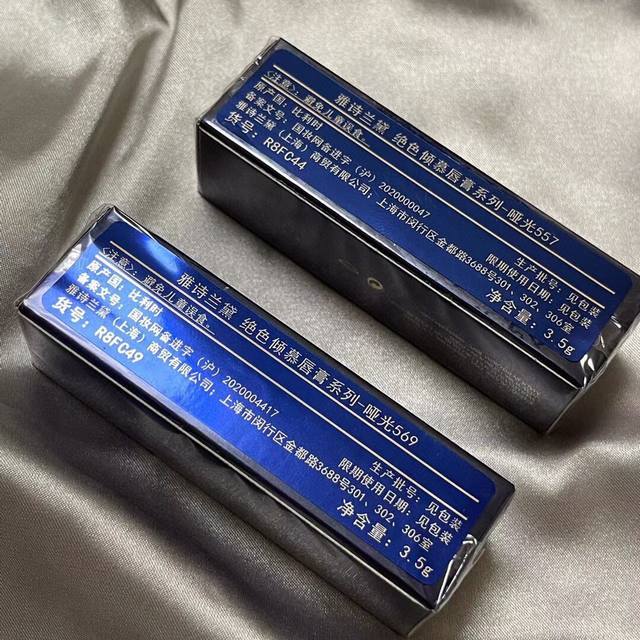 雅诗兰黛 绝色倾慕唇膏系列-哑光557
<注意>：避免儿童误食。
原产国：比利时
生产批号：见包装
备案文号：国妆网备进字（沪）2020000047
限期使用日期：见包装
雅诗兰黛（上海）商贸有限公司；上海市闵行区金都路3688号301、302、306室
货号：R8FC44
净含量：3.5g
雅诗兰黛 绝色倾慕唇膏系列-哑光569
<注意>：避免儿童误食。
原产国：比利时
生产批号：见包装
备案文号：国妆网备进字（沪）2020004417
限期使用日期：见包装
雅诗兰黛（上海）商贸有限公司；上海市闵行区金都路3688号301、302、306室
货号：R8FC49
净含量：3.5g